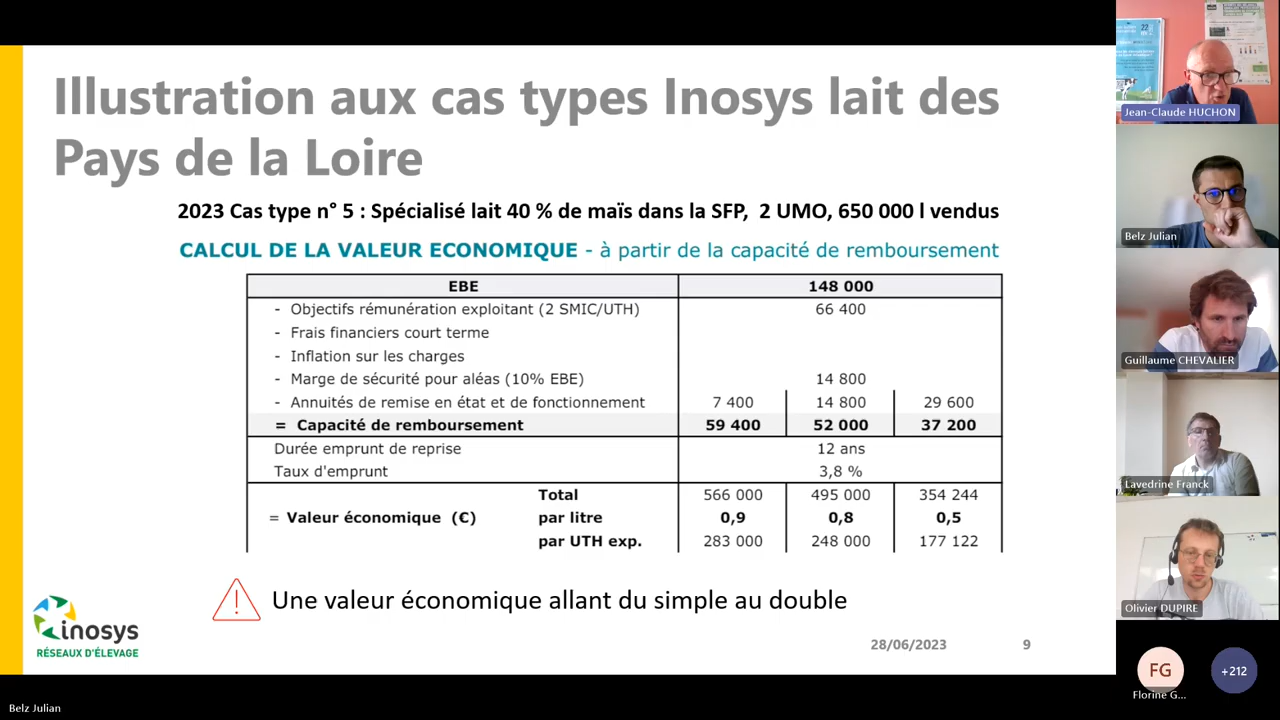 Illustration aux cas types Inosys lait des
Pays de la Loire
2023 Cas type n° 5 : Spécialisé lait 40 % de maïs dans la SFP, 2 UMO, 650 000 l vendus
CALCUL DE LA VALEUR ECONOMIQUE - à partir de la capacité de remboursement
EBE 148 000
- Objectifs rémunération exploitant (2 SMIC/UTH) 66 400
- Frais financiers court terme
- Inflation sur les charges
- Marge de sécurité pour aléas (10% EBE) 14 800
- Annuités de remise en état et de fonctionnement 7 400 14 800 29 600
= Capacité de remboursement 59 400 52 000 37 200
Durée emprunt de reprise 12 ans
Taux d'emprunt 3,8 %
Total 566 000 495 000 354 244
= Valeur économique (€) par litre 0,9 0,8 0,5
par UTH exp. 283 000 248 000 177 122
Une valeur économique allant du simple au double
inosys
RÉSEAUX D'ÉLEVAGE
28/06/2023 9
Jean-Claude HUCHON
Belz Julian
Guillaume CHEVALIER
Lavedrine Franck
Olivier DUPIRE
FG +212
Florine G...
Belz Julian